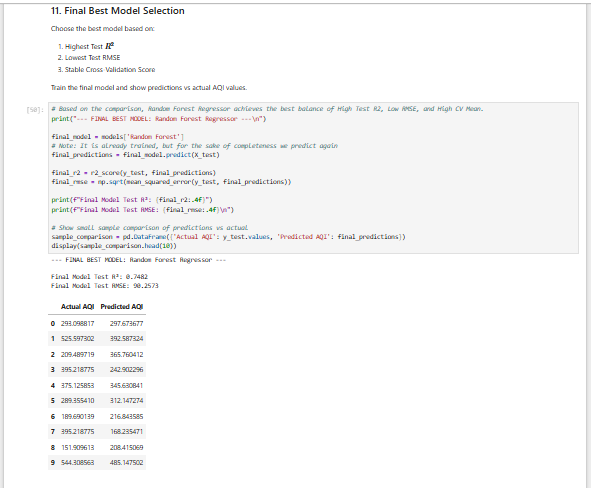 11. Final Best Model Selection
Choose the best model based on:
1. Highest Test R²
2. Lowest Test RMSE
3. Stable Cross-Validation Score
Train the final model and show predictions vs actual AQI values.
[50]: # Based on the comparison, Random Forest Regressor achieves the best balance of High Test R2, Low RMSE, and High CV Mean.
print("--- FINAL BEST MODEL: Random Forest Regressor ---\n")
final_model = models['Random Forest']
# Note: It is already trained, but for the sake of completeness we predict again
final_predictions = final_model.predict(X_test)
final_r2 = r2_score(y_test, final_predictions)
final_rmse = np.sqrt(mean_squared_error(y_test, final_predictions))
print(f"Final Model Test R²: {final_r2:.4f}")
print(f"Final Model Test RMSE: {final_rmse:.4f}\n")
# Show small sample comparison of predictions vs actual
sample_comparison = pd.DataFrame({'Actual AQI': y_test.values, 'Predicted AQI': final_predictions})
display(sample_comparison.head(10))
--- FINAL BEST MODEL: Random Forest Regressor ---
Final Model Test R²: 0.7482
Final Model Test RMSE: 90.2573
Actual AQI Predicted AQI
0 293.098817 297.673677
1 525.597302 392.587324
2 209.489719 365.760412
3 395.218775 242.902296
4 375.125853 345.630841
5 289.355410 312.147274
6 189.690139 216.843585
7 395.218775 168.235471
8 151.909613 208.415069
9 544.308563 485.147502